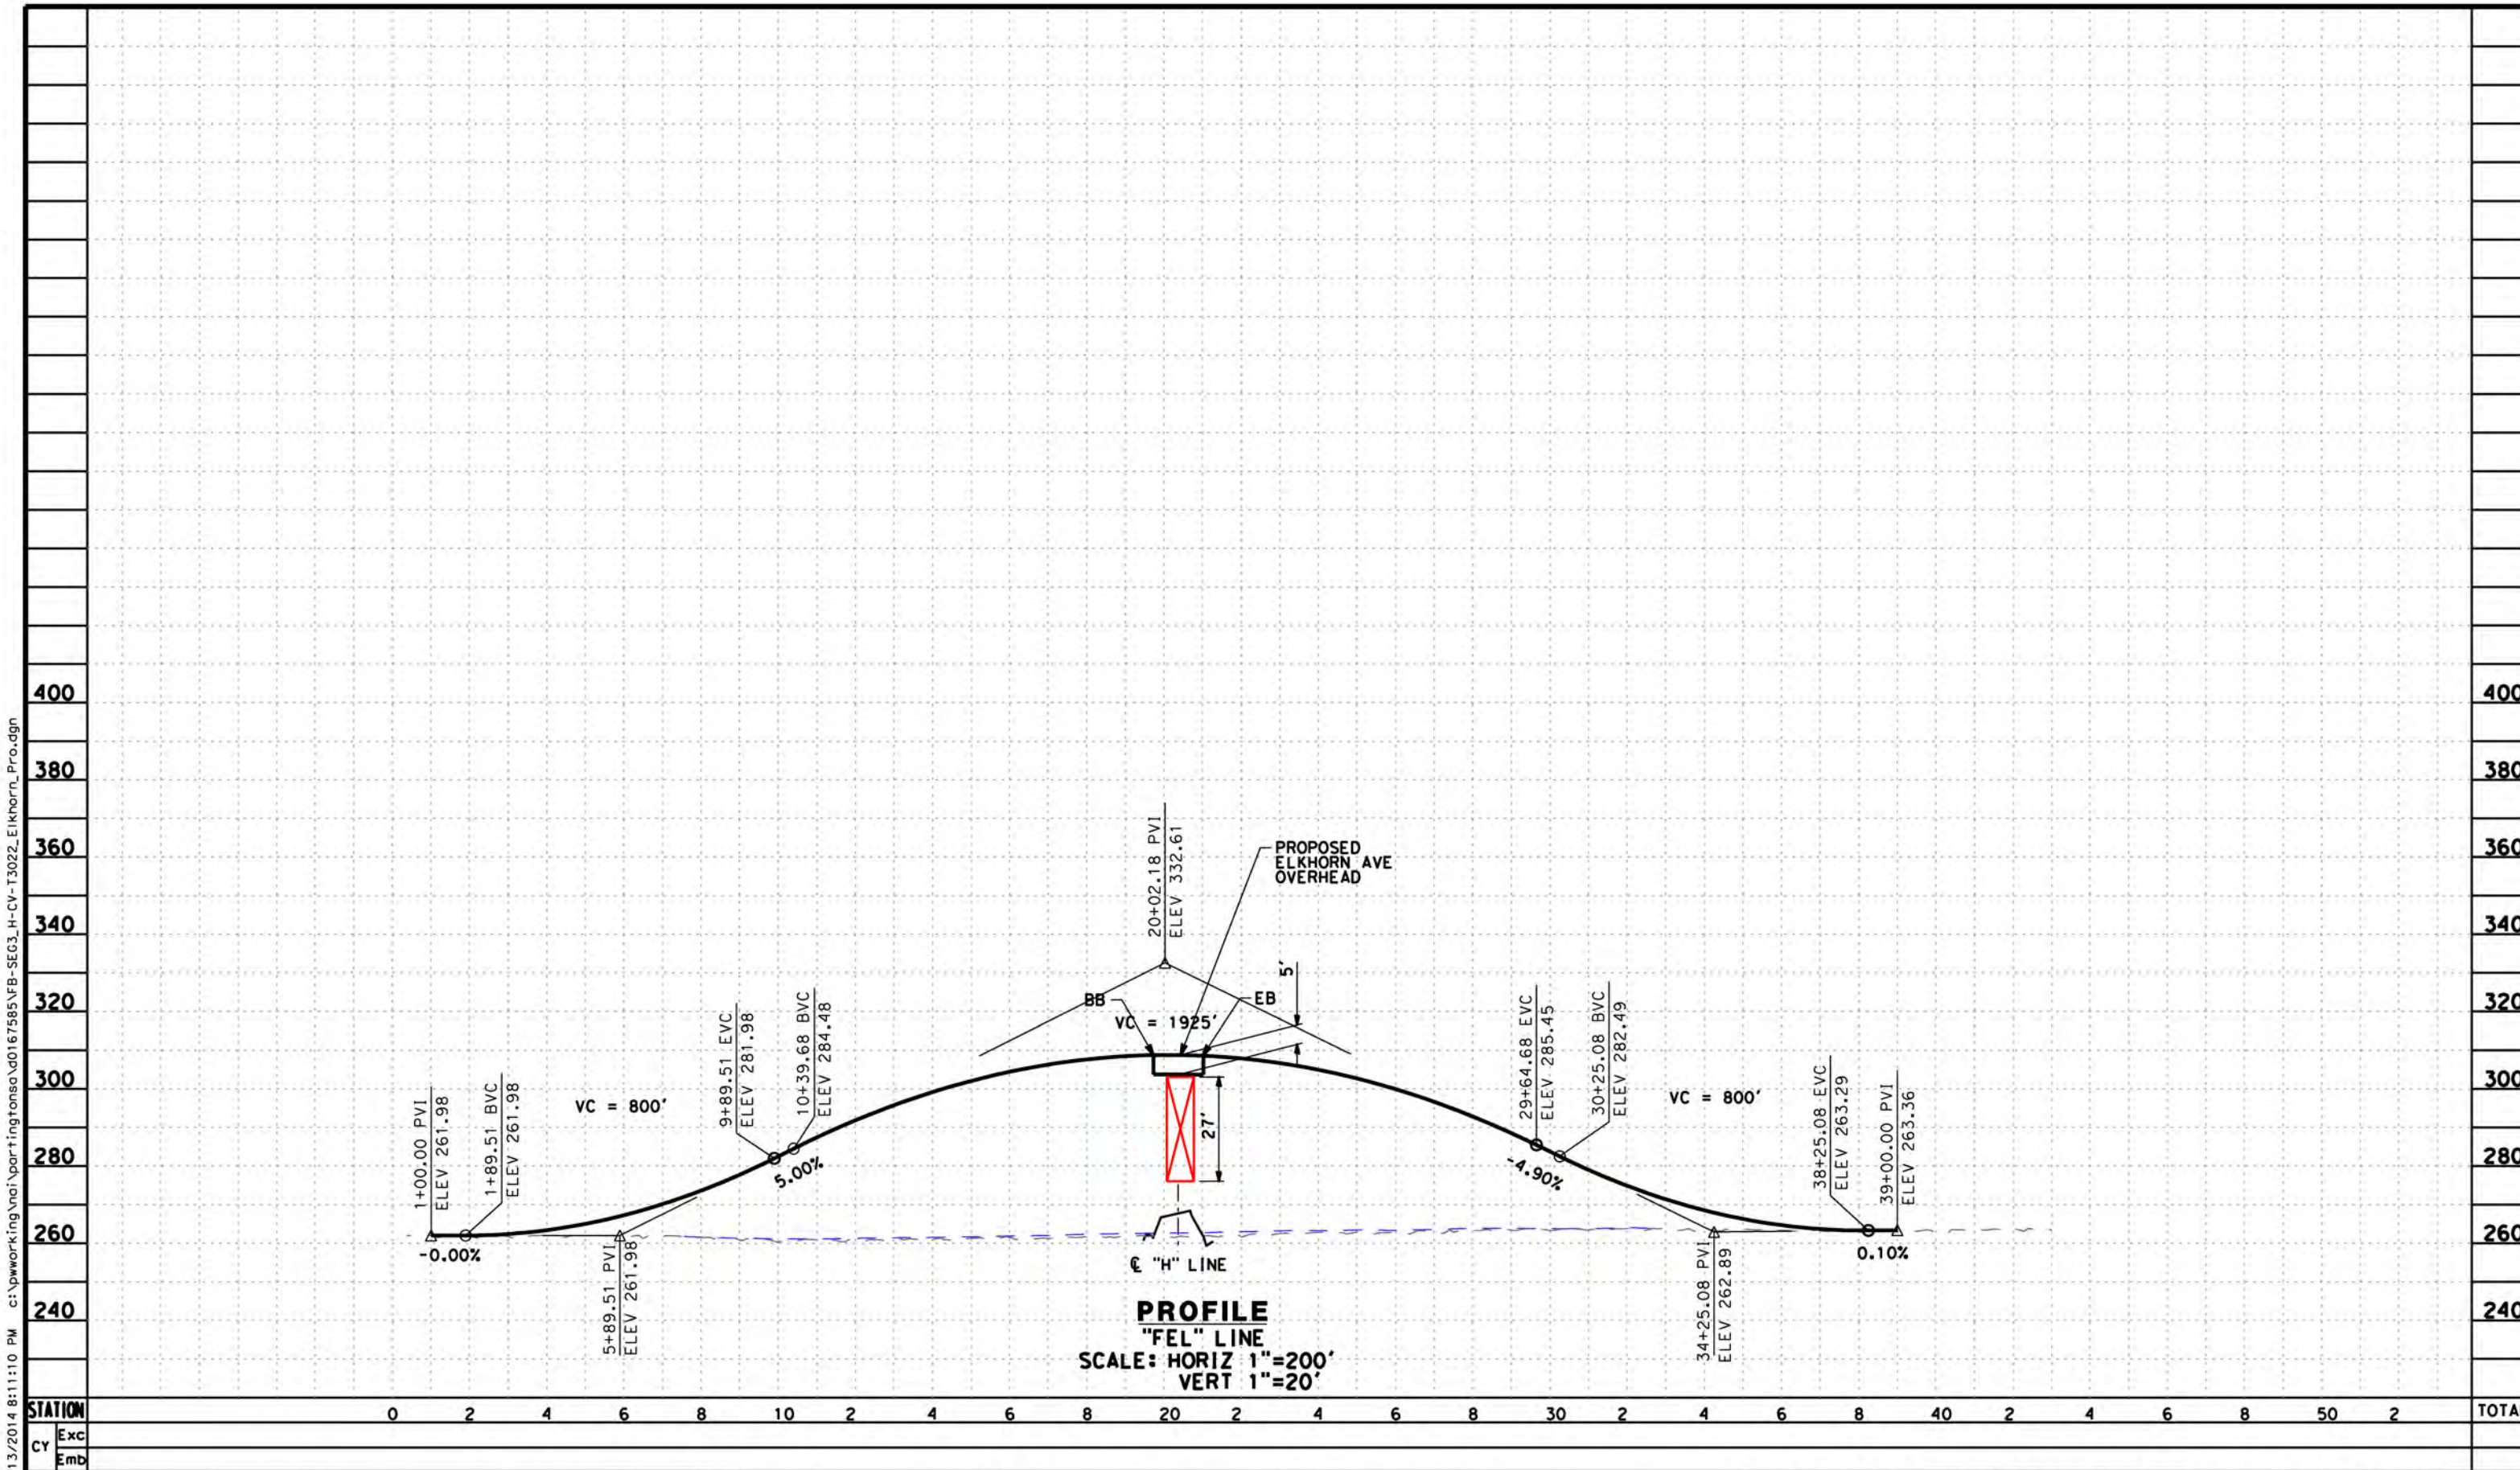 13/2014 8:11:10 PM c:\pwworking\nai\partingtonsa\d0167585\FB-SEG3_H-CV-T3022_Elkhorn_Pro.dgn
400
380
360
340
320
300
280
260
240
400
380
360
340
320
300
280
260
240
1+00.00 PVI
ELEV 261.98
1+89.51 BVC
ELEV 261.98
-0.00%
VC = 800'
5+89.51 PVI
ELEV 261.98
9+89.51 EVC
ELEV 281.98
10+39.68 BVC
ELEV 284.48
5.00%
20+02.18 PVI
ELEV 332.61
PROPOSED
ELKHORN AVE
OVERHEAD
BB
EB
5'
VC = 1925'
27'
℄ "H" LINE
29+64.68 EVC
ELEV 285.45
30+25.08 BVC
ELEV 282.49
-4.90%
VC = 800'
34+25.08 PVI
ELEV 262.89
38+25.08 EVC
ELEV 263.29
39+00.00 PVI
ELEV 263.36
0.10%
PROFILE
"FEL" LINE
SCALE: HORIZ 1"=200'
VERT 1"=20'
STATION 0 2 4 6 8 10 2 4 6 8 20 2 4 6 8 30 2 4 6 8 40 2 4 6 8 50 2 TOTA
CY Exc
Emb